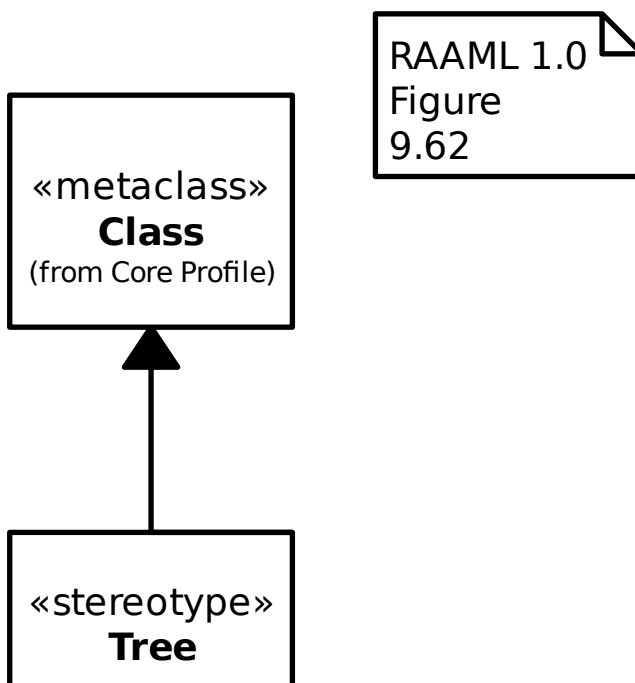 RAAML 1.0
Figure
9.62
«metaclass»
Class
(from Core Profile)
«stereotype»
Tree